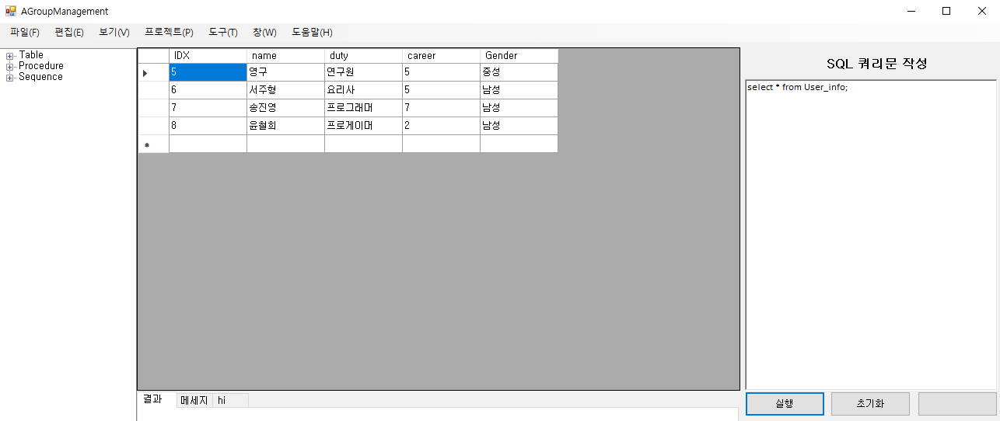 AGroupManagement
파일(F) 편집(E) 보기(V) 프로젝트(P) 도구(T) 창(W) 도움말(H)
Table
Procedure
Sequence
IDX name duty career Gender
5 영구 연구원 5 중성
6 서주형 요리사 5 남성
7 송진영 프로그래머 7 남성
8 윤철희 프로게이머 2 남성
결과 메세지 hi
SQL 쿼리문 작성
select * from User_info;
실행 초기화